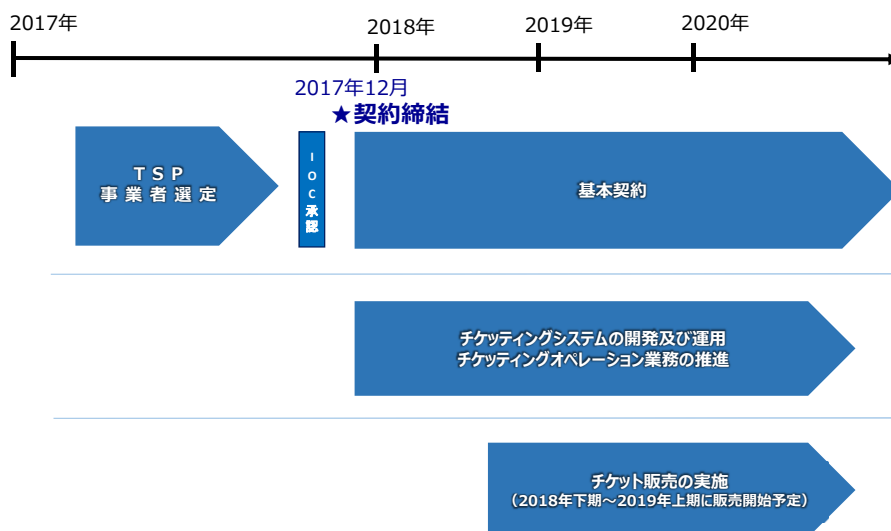 2017年
2018年
2019年
2020年
2017年12月
★契約締結
TSP
事業者選定
IOC承認
基本契約
チケッティングシステムの開発及び運用
チケッティングオペレーション業務の推進
チケット販売の実施
(2018年下期~2019年上期に販売開始予定)